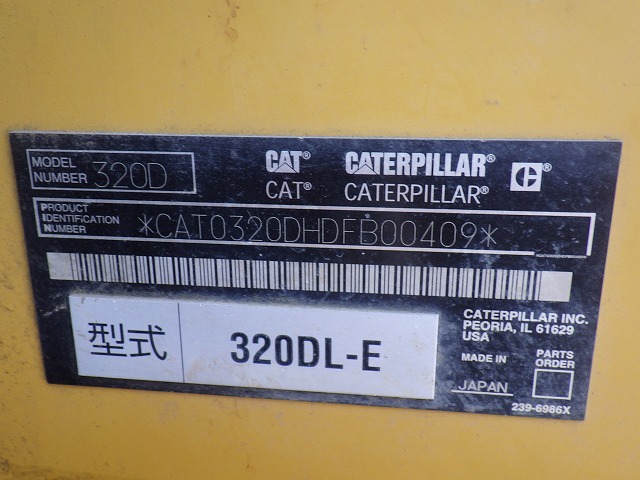 MODEL NUMBER 320D
CAT® CATERPILLAR® C®
CAT® CATERPILLAR®
PRODUCT IDENTIFICATION NUMBER *CAT0320DHDFB00409*
型式 320DL-E
CATERPILLAR INC.
PEORIA, IL 61629
USA
MADE IN
JAPAN
PARTS ORDER
239-6986X